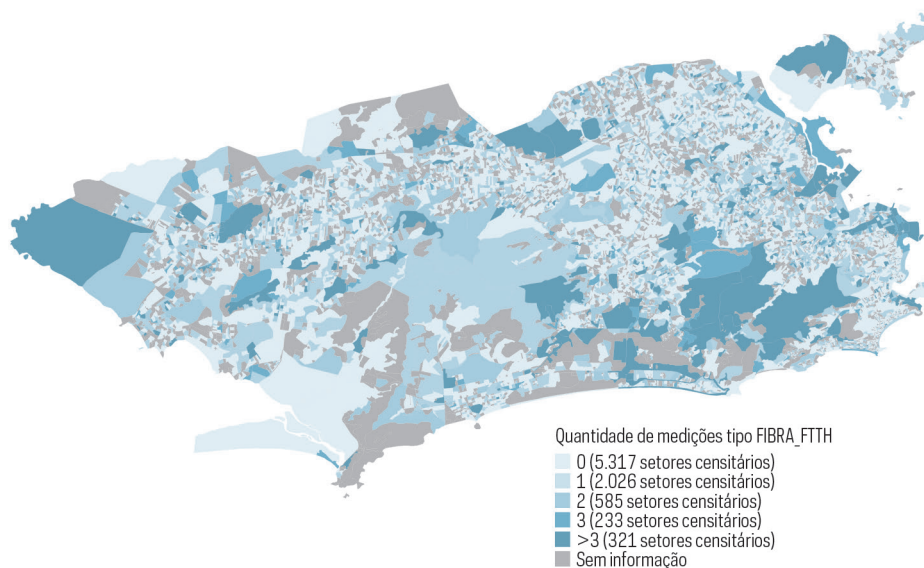 Quantidade de medições tipo FIBRA_FTTH
0 (5.317 setores censitários)
1 (2.026 setores censitários)
2 (585 setores censitários)
3 (233 setores censitários)
>3 (321 setores censitários)
Sem informação